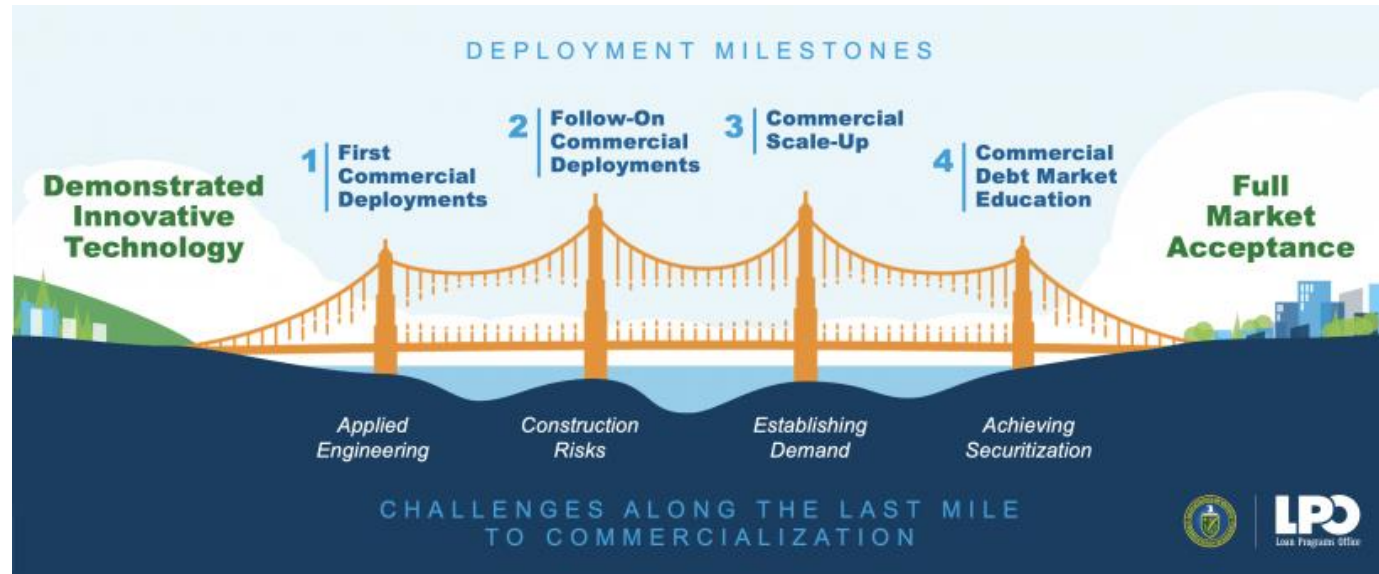 DEPLOYMENT MILESTONES
1
First
Commercial
Deployments
2
Follow-On
Commercial
Deployments
3
Commercial
Scale-Up
4
Commercial
Debt Market
Education
Demonstrated
Innovative
Technology
Full
Market
Acceptance
Applied
Engineering
Construction
Risks
Establishing
Demand
Achieving
Securitization
CHALLENGES ALONG THE LAST MILE
TO COMMERCIALIZATION
LPO
Loan Programs Office